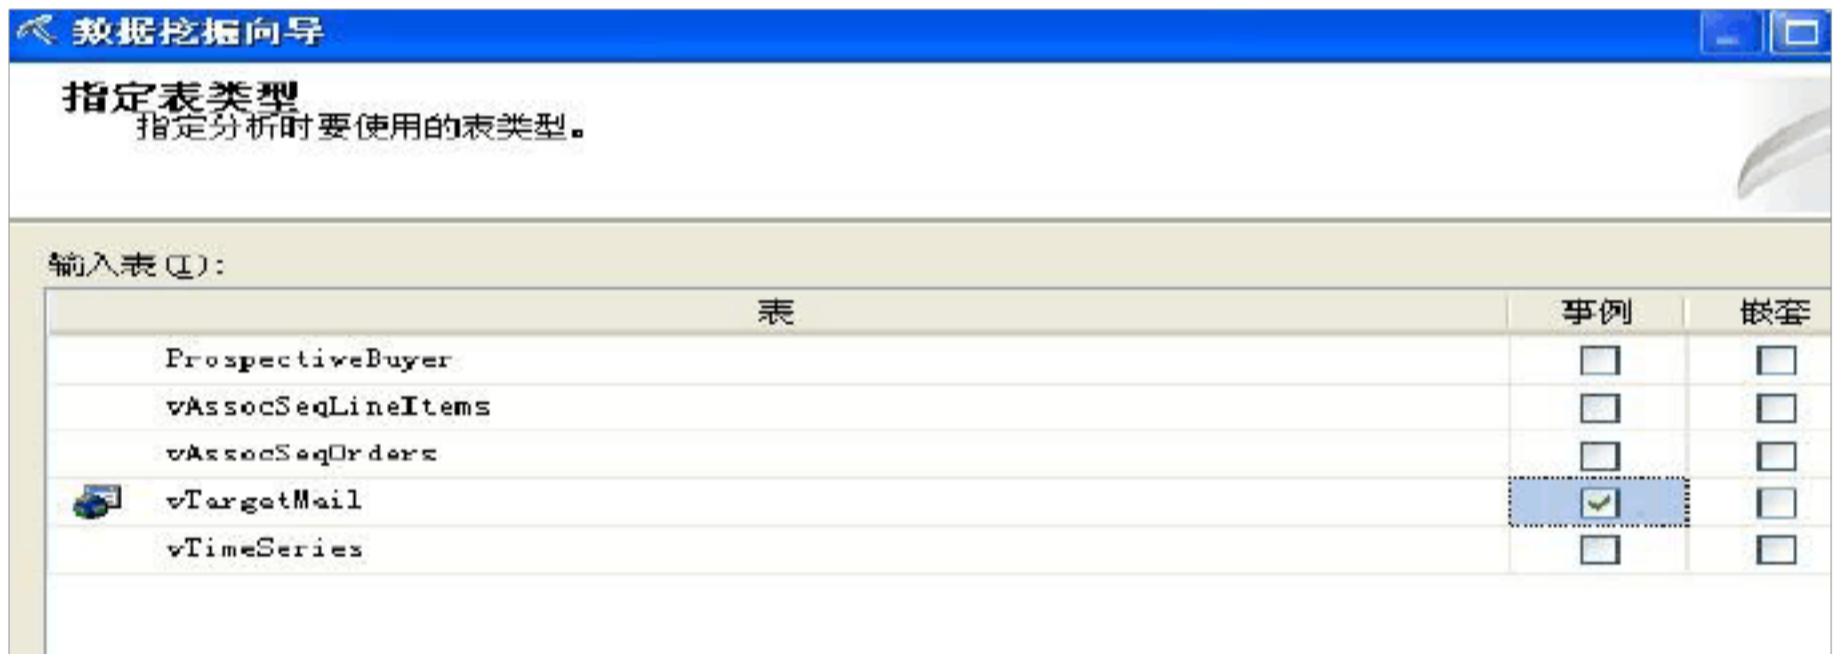 数据挖掘向导
指定表类型
指定分析时要使用的表类型。
输入表(I):
表 事例 嵌套
ProspectiveBuyer
vAssocSeqLineItems
vAssocSeqOrders
vTargetMail
vTimeSeries